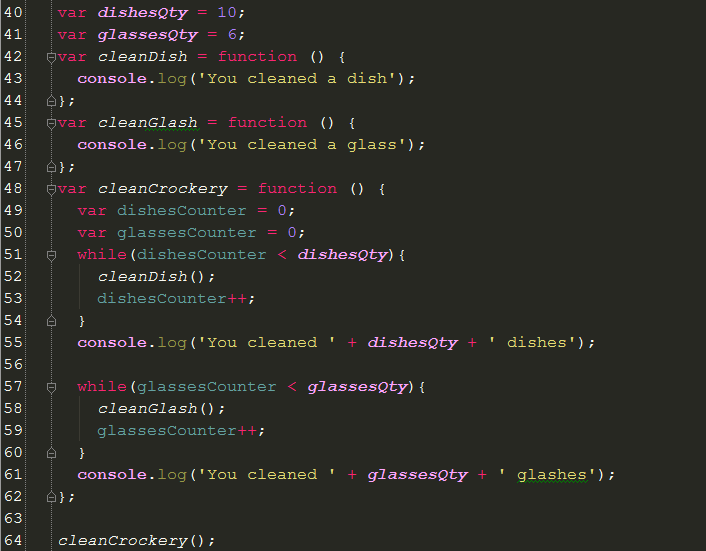 40 var dishesQty = 10;
41 var glassesQty = 6;
42 var cleanDish = function () {
43 console.log('You cleaned a dish');
44 };
45 var cleanGlash = function () {
46 console.log('You cleaned a glass');
47 };
48 var cleanCrockery = function () {
49 var dishesCounter = 0;
50 var glassesCounter = 0;
51 while(dishesCounter < dishesQty){
52 cleanDish();
53 dishesCounter++;
54 }
55 console.log('You cleaned ' + dishesQty + ' dishes');
56
57 while(glassesCounter < glassesQty){
58 cleanGlash();
59 glassesCounter++;
60 }
61 console.log('You cleaned ' + glassesQty + ' glashes');
62 };
63
64 cleanCrockery();